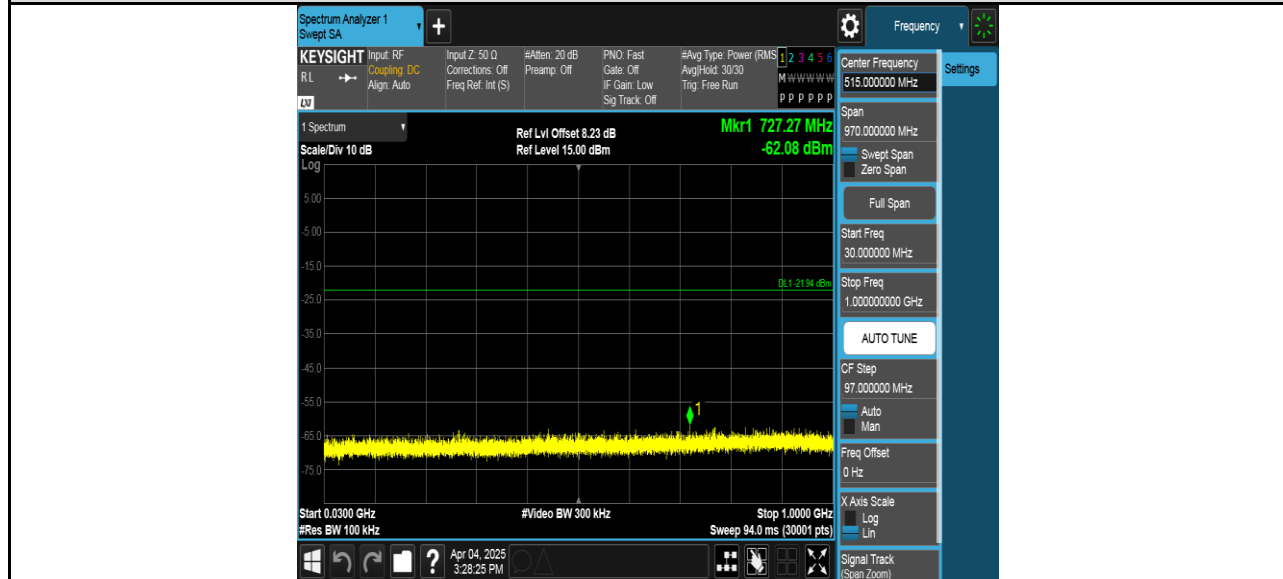 Spectrum Analyzer 1
Swept SA
+
Frequency
KEYSIGHT
RL
LXI
Input: RF
Coupling: DC
Align: Auto
Input Z: 50 Ω
Corrections: Off
Freq Ref: Int (S)
#Atten: 20 dB
Preamp: Off
PNO: Fast
Gate: Off
IF Gain: Low
Sig Track: Off
#Avg Type: Power (RMS
Avg|Hold: 30/30
Trig: Free Run
1 2 3 4 5 6
M W W W W W
P P P P P P
1 Spectrum
Scale/Div 10 dB
Ref Lvl Offset 8.23 dB
Ref Level 15.00 dBm
Mkr1 727.27 MHz
-62.08 dBm
Log
5.00
-5.00
-15.0
DL1 -21.94 dBm
-25.0
-35.0
-45.0
-55.0
1
-65.0
-75.0
Start 0.0300 GHz
#Video BW 300 kHz
Stop 1.0000 GHz
#Res BW 100 kHz
Sweep 94.0 ms (30001 pts)
?
Apr 04, 2025
3:28:25 PM
Center Frequency
515.000000 MHz
Settings
Span
970.000000 MHz
Swept Span
Zero Span
Full Span
Start Freq
30.000000 MHz
Stop Freq
1.000000000 GHz
AUTO TUNE
CF Step
97.000000 MHz
Auto
Man
Freq Offset
0 Hz
X Axis Scale
Log
Lin
Signal Track
(Span Zoom)